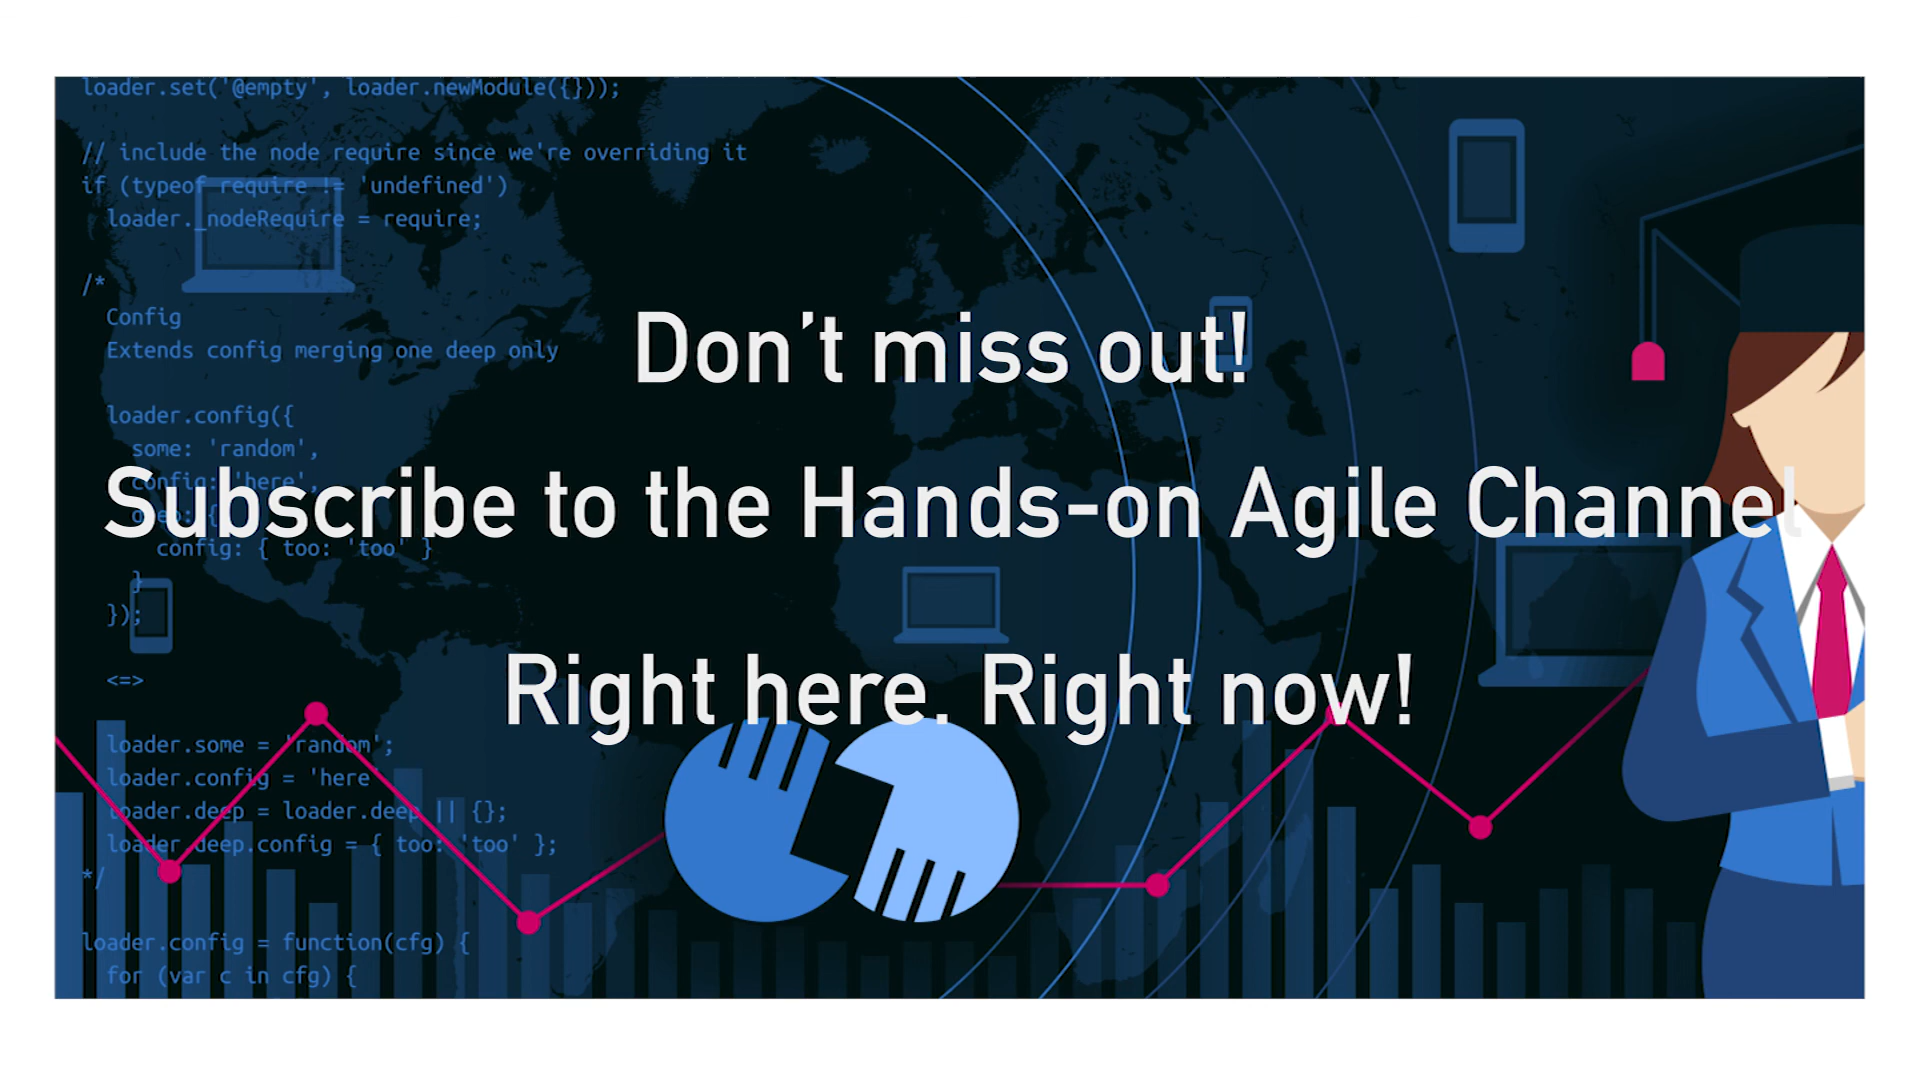 loader.set('@empty', loader.newModule({}));
// include the node require since we're overriding it
if (typeof require != 'undefined')
loader._nodeRequire = require;
/*
Config
Extends config merging one deep only
loader.config({
some: 'random',
config: 'here',
deep: {
config: { too: 'too' }
}
});
<=>
loader.some = 'random';
loader.config = 'here
loader.deep = loader.deep || {};
loader.deep.config = { too: 'too' };
*/
loader.config = function(cfg) {
for (var c in cfg) {
Don't miss out!
Subscribe to the Hands-on Agile Channel
Right here. Right now!